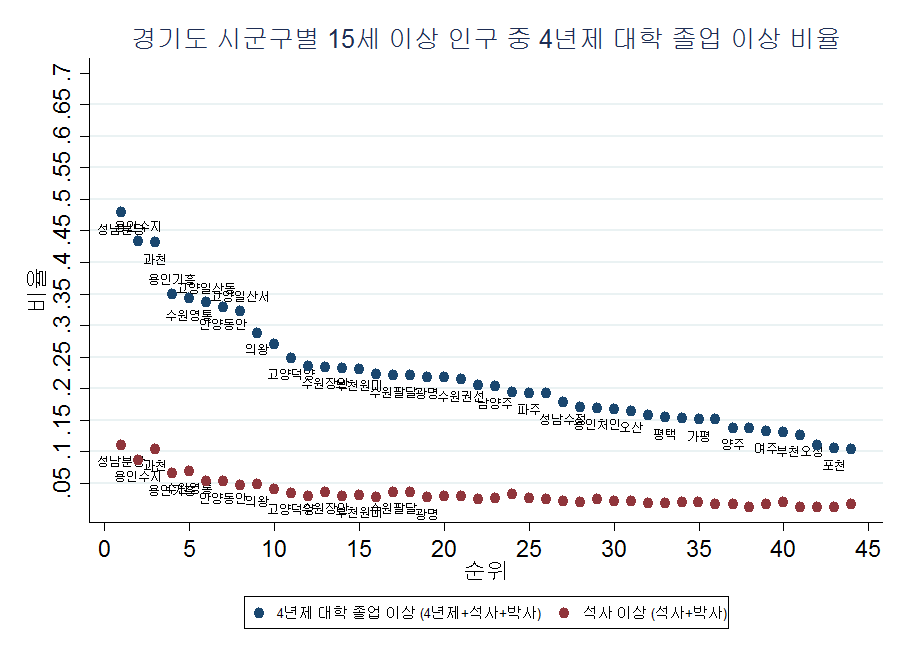 경기도 시군구별 15세 이상 인구 중 4년제 대학 졸업 이상 비율
비율
.7
.65
.6
.55
.5
.45
.4
.35
.3
.25
.2
.15
.1
.05
용인수지
성남분당
과천
용인기흥
고양일산동
고양일산서
수원영통
안양동안
의왕
고양덕양
수원장안
부천원미
수원팔달
광명
수원권선
남양주
파주
성남수정
용인처인
오산
평택
가평
양주
여주
부천오정
포천
성남분당
과천
용인수지
용인기흥
수원영통
안양동안
의왕
고양덕양
수원장안
부천원미
수원팔달
광명
0 5 10 15 20 25 30 35 40 45
순위
4년제 대학 졸업 이상 (4년제+석사+박사) 석사 이상 (석사+박사)